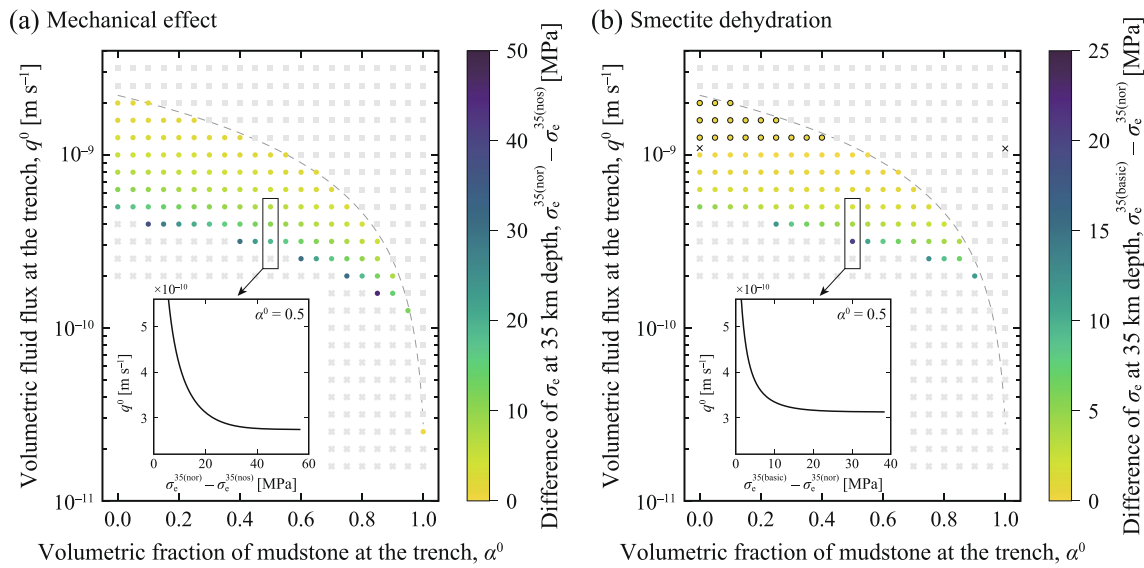 (a) Mechanical effect
Volumetric fluid flux at the trench, q⁰ [m s⁻¹]
10⁻⁹
10⁻¹⁰
10⁻¹¹
×10⁻¹⁰
α⁰ = 0.5
q⁰ [m s⁻¹]
5
4
3
0 20 40 60
σₑ³⁵⁽ⁿᵒʳ⁾ − σₑ³⁵⁽ⁿᵒˢ⁾ [MPa]
0.0 0.2 0.4 0.6 0.8 1.0
Volumetric fraction of mudstone at the trench, α⁰
50
40
30
20
10
0
Difference of σₑ at 35 km depth, σₑ³⁵⁽ⁿᵒʳ⁾ − σₑ³⁵⁽ⁿᵒˢ⁾ [MPa]
(b) Smectite dehydration
Volumetric fluid flux at the trench, q⁰ [m s⁻¹]
10⁻⁹
10⁻¹⁰
10⁻¹¹
×10⁻¹⁰
α⁰ = 0.5
q⁰ [m s⁻¹]
5
4
3
0 10 20 30 40
σₑ³⁵⁽ᵇᵃˢⁱᶜ⁾ − σₑ³⁵⁽ⁿᵒʳ⁾ [MPa]
0.0 0.2 0.4 0.6 0.8 1.0
Volumetric fraction of mudstone at the trench, α⁰
25
20
15
10
5
0
Difference of σₑ at 35 km depth, σₑ³⁵⁽ᵇᵃˢⁱᶜ⁾ − σₑ³⁵⁽ⁿᵒʳ⁾ [MPa]